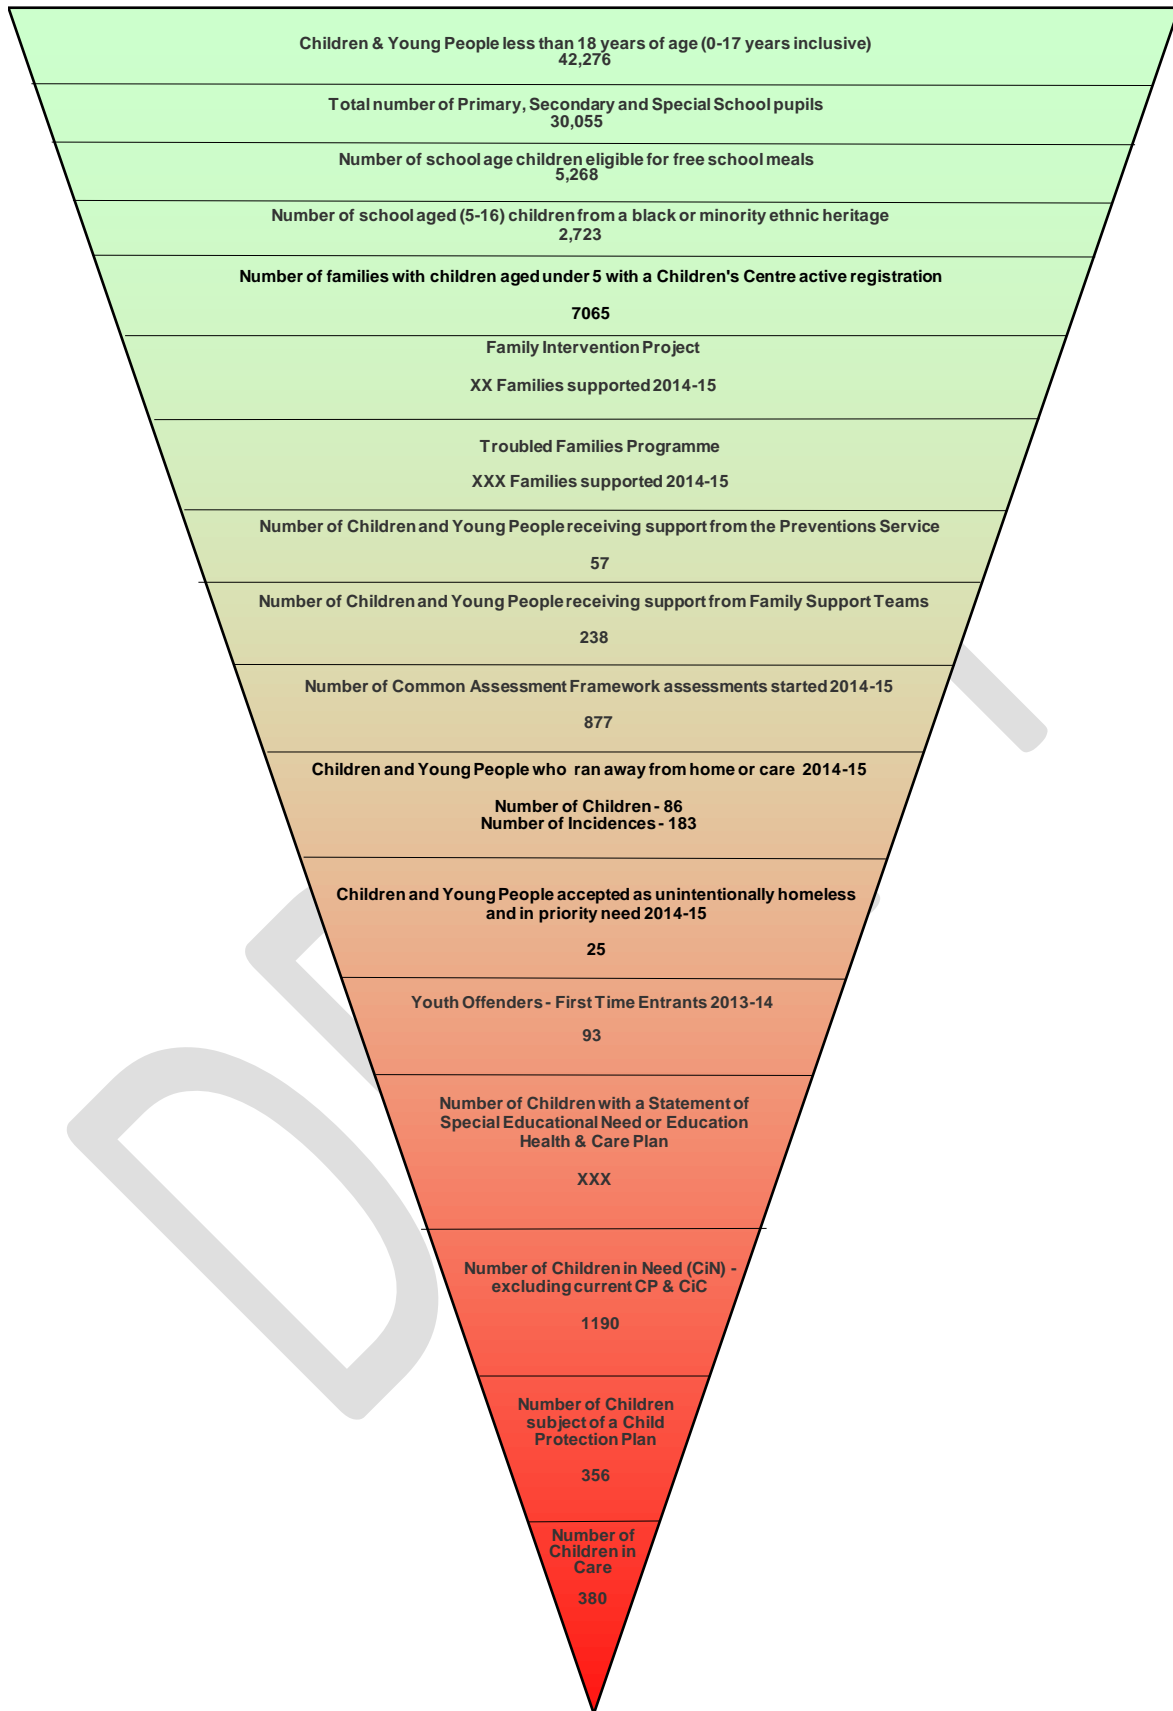 Children & Young People less than 18 years of age (0-17 years inclusive)
42,276
Total number of Primary, Secondary and Special School pupils
30,055
Number of school age children eligible for free school meals
5,268
Number of school aged (5-16) children from a black or minority ethnic heritage
2,723
Number of families with children aged under 5 with a Children's Centre active registration
7065
Family Intervention Project
XX Families supported 2014-15
Troubled Families Programme
XXX Families supported 2014-15
Number of Children and Young People receiving support from the Preventions Service
57
Number of Children and Young People receiving support from Family Support Teams
238
Number of Common Assessment Framework assessments started 2014-15
877
Children and Young People who ran away from home or care 2014-15
Number of Children - 86
Number of Incidences - 183
Children and Young People accepted as unintentionally homeless
and in priority need 2014-15
25
Youth Offenders - First Time Entrants 2013-14
93
Number of Children with a Statement of
Special Educational Need or Education
Health & Care Plan
XXX
Number of Children in Need (CiN) -
excluding current CP & CiC
1190
Number of Children
subject of a Child
Protection Plan
356
Number of
Children in
Care
380